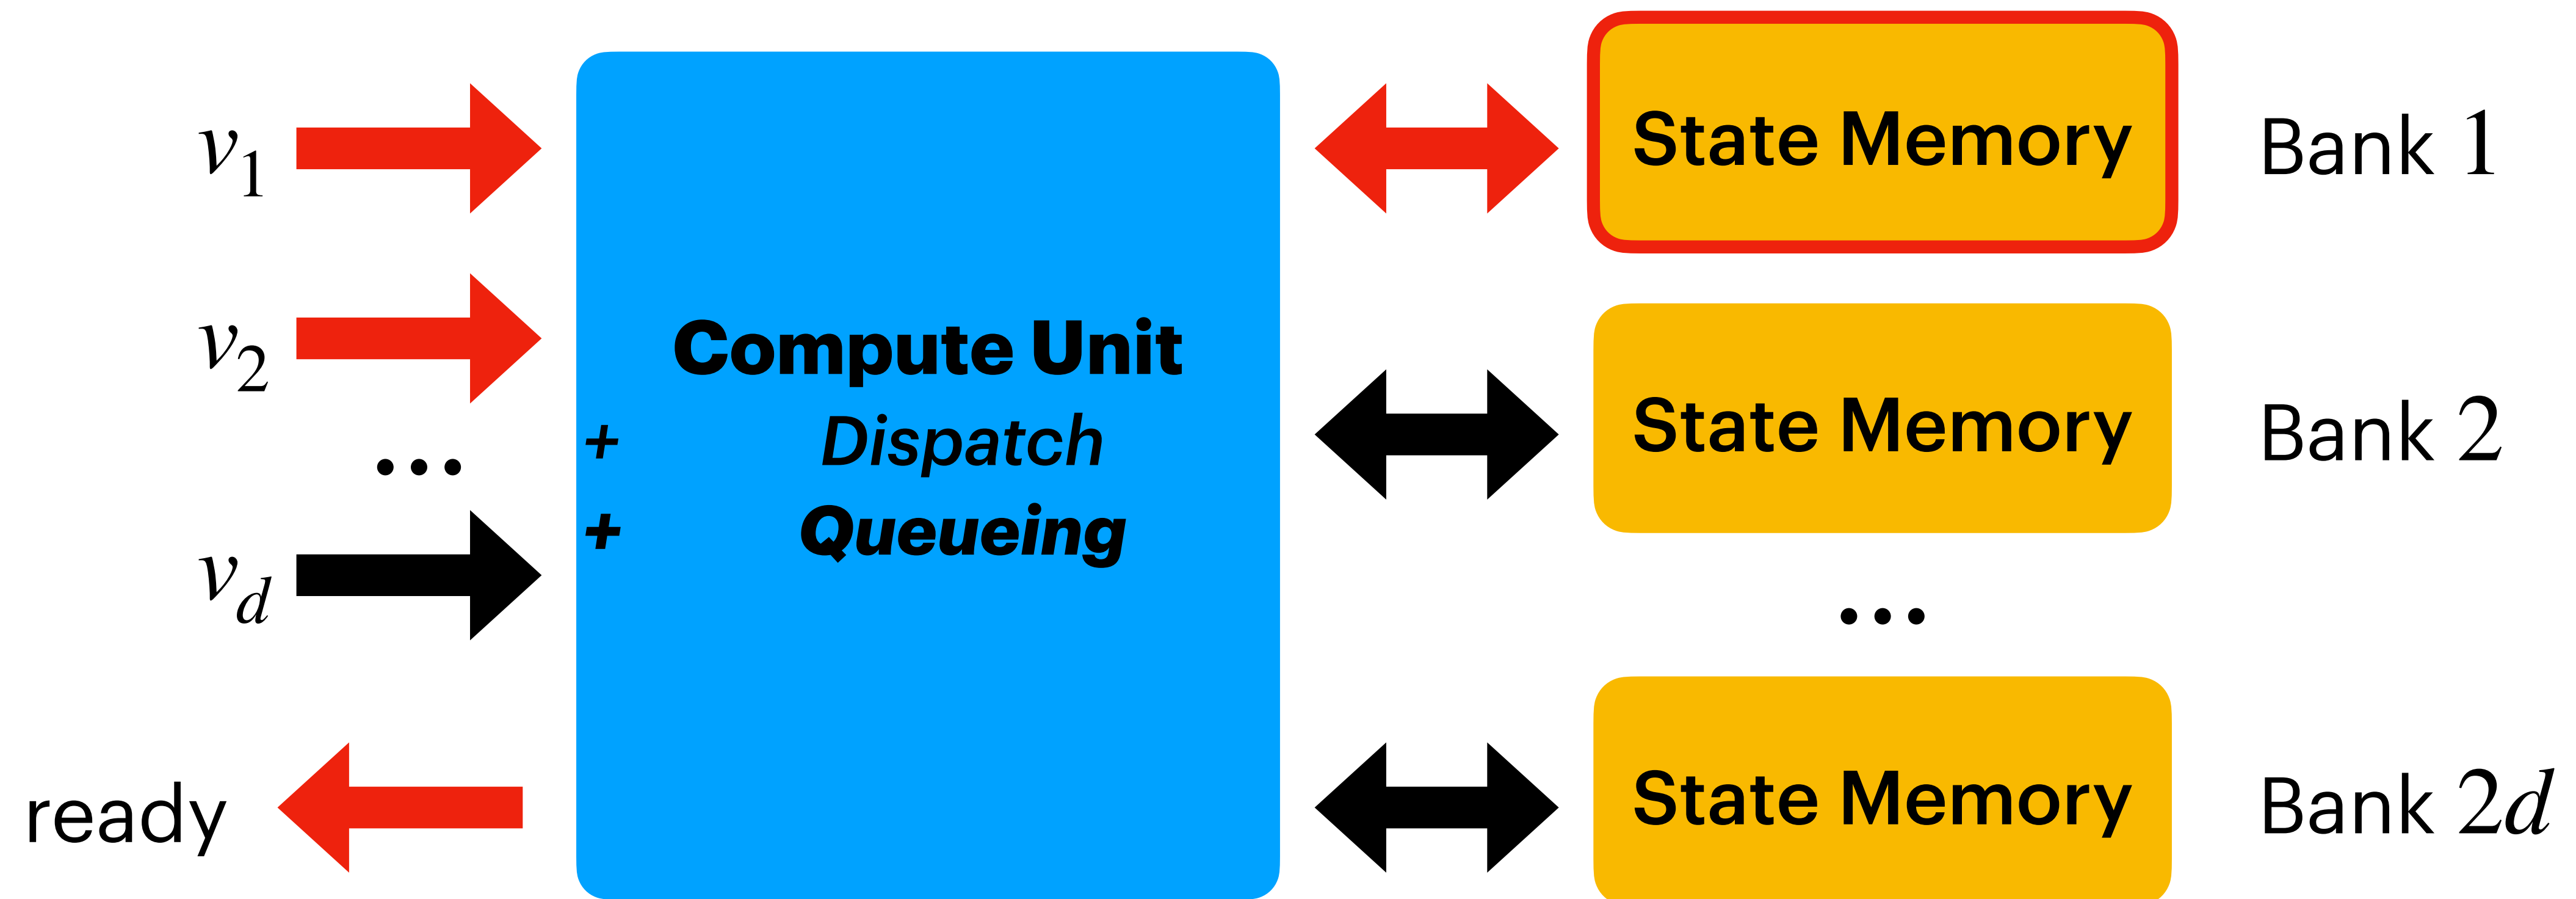 v₁
v₂
...
v_d
ready
Compute Unit
+ Dispatch
+ Queueing
State Memory
Bank 1
State Memory
Bank 2
...
State Memory
Bank 2d